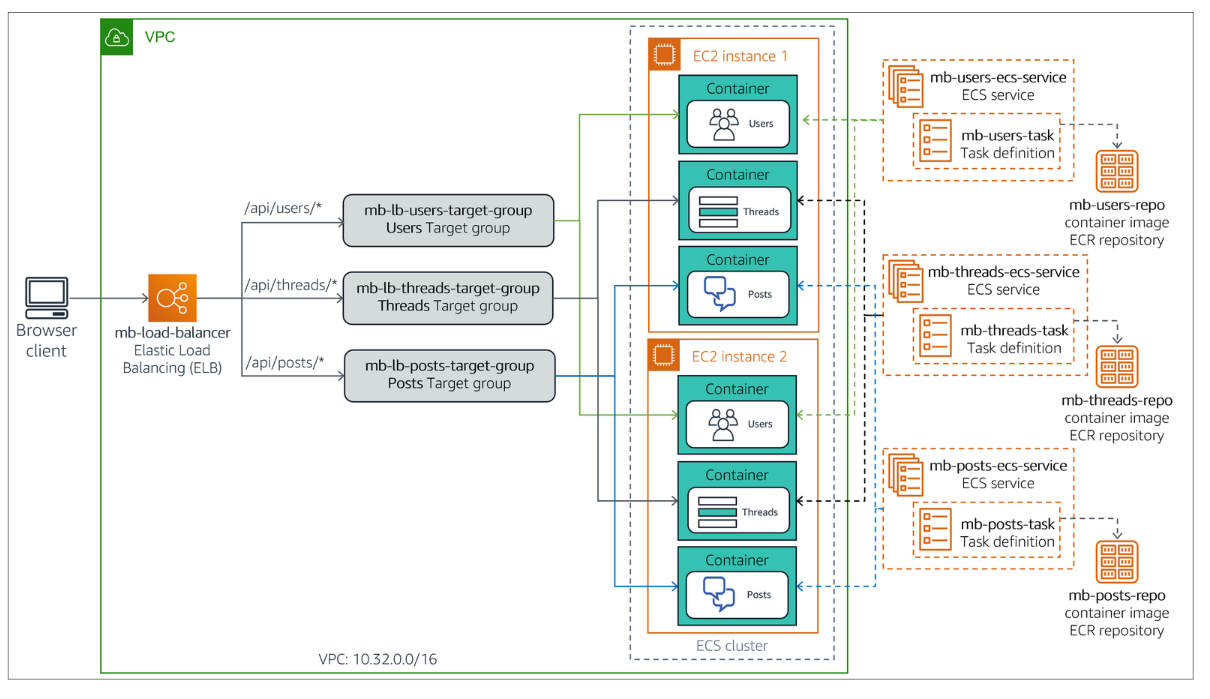 VPC
EC2 instance 1
Container
Users
Container
Threads
Container
Posts
EC2 instance 2
Container
Users
Container
Threads
Container
Posts
ECS cluster
VPC: 10.32.0.0/16
Browser
client
mb-load-balancer
Elastic Load
Balancing (ELB)
/api/users/*
/api/threads/*
/api/posts/*
mb-lb-users-target-group
Users Target group
mb-lb-threads-target-group
Threads Target group
mb-lb-posts-target-group
Posts Target group
mb-users-ecs-service
ECS service
mb-users-task
Task definition
mb-users-repo
container image
ECR repository
mb-threads-ecs-service
ECS service
mb-threads-task
Task definition
mb-threads-repo
container image
ECR repository
mb-posts-ecs-service
ECS service
mb-posts-task
Task definition
mb-posts-repo
container image
ECR repository